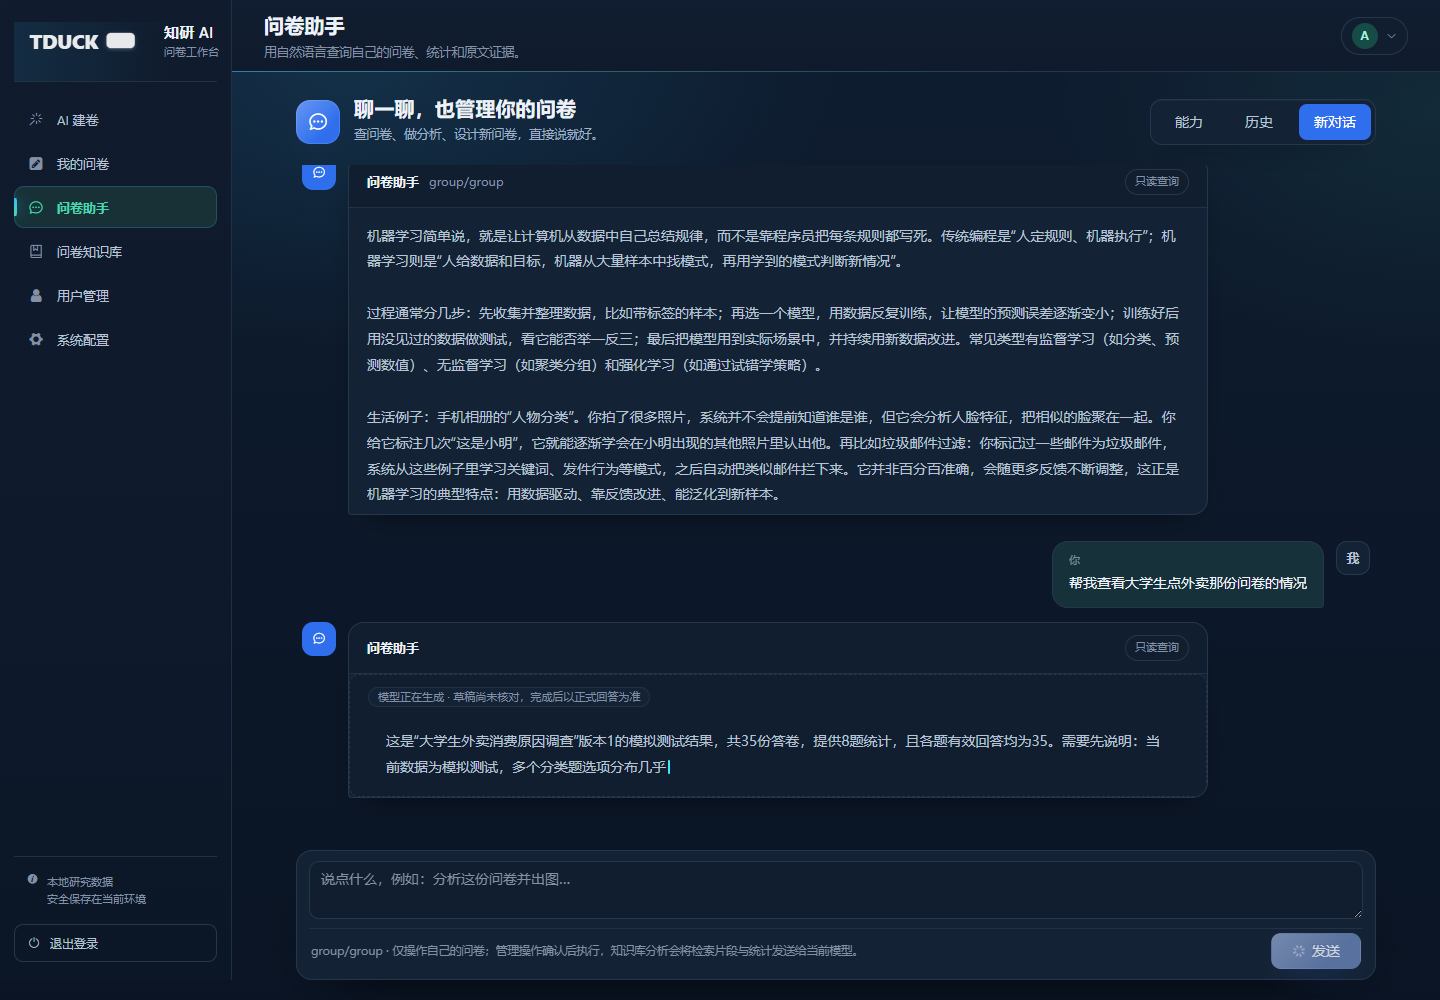 TDUCK
知研 AI
问卷工作台
AI 建卷
我的问卷
问卷助手
问卷知识库
用户管理
系统配置
本地研究数据
安全保存在当前环境
退出登录
问卷助手
用自然语言查询自己的问卷、统计和原文证据。
A
聊一聊，也管理你的问卷
查问卷、做分析、设计新问卷，直接说就好。
能力
历史
新对话
问卷助手 group/group
只读查询
机器学习简单说，就是让计算机从数据中自己总结规律，而不是靠程序员把每条规则都写死。传统编程是“人定规则、机器执行”；机
器学习则是“人给数据和目标，机器从大量样本中找模式，再用学到的模式判断新情况”。
过程通常分几步：先收集并整理数据，比如带标签的样本；再选一个模型，用数据反复训练，让模型的预测误差逐渐变小；训练好后
用没见过的数据做测试，看它能否举一反三；最后把模型用到实际场景中，并持续用新数据改进。常见类型有监督学习（如分类、预
测数值）、无监督学习（如聚类分组）和强化学习（如通过试错学策略）。
生活例子：手机相册的“人物分类”。你拍了很多照片，系统并不会提前知道谁是谁，但它会分析人脸特征，把相似的脸聚在一起。你
给它标注几次“这是小明”，它就能逐渐学会在小明出现的其他照片里认出他。再比如垃圾邮件过滤：你标记过一些邮件为垃圾邮件，
系统从这些例子里学习关键词、发件行为等模式，之后自动把类似邮件拦下来。它并非百分百准确，会随更多反馈不断调整，这正是
机器学习的典型特点：用数据驱动、靠反馈改进、能泛化到新样本。
你
帮我查看大学生点外卖那份问卷的情况
我
问卷助手
只读查询
模型正在生成 · 草稿尚未核对，完成后以正式回答为准
这是“大学生外卖消费原因调查”版本1的模拟测试结果，共35份答卷，提供8题统计，且各题有效回答均为35。需要先说明：当
前数据为模拟测试，多个分类题选项分布几乎
说点什么，例如：分析这份问卷并出图...
group/group · 仅操作自己的问卷；管理操作确认后执行，知识库分析会将检索片段与统计发送给当前模型。
发送